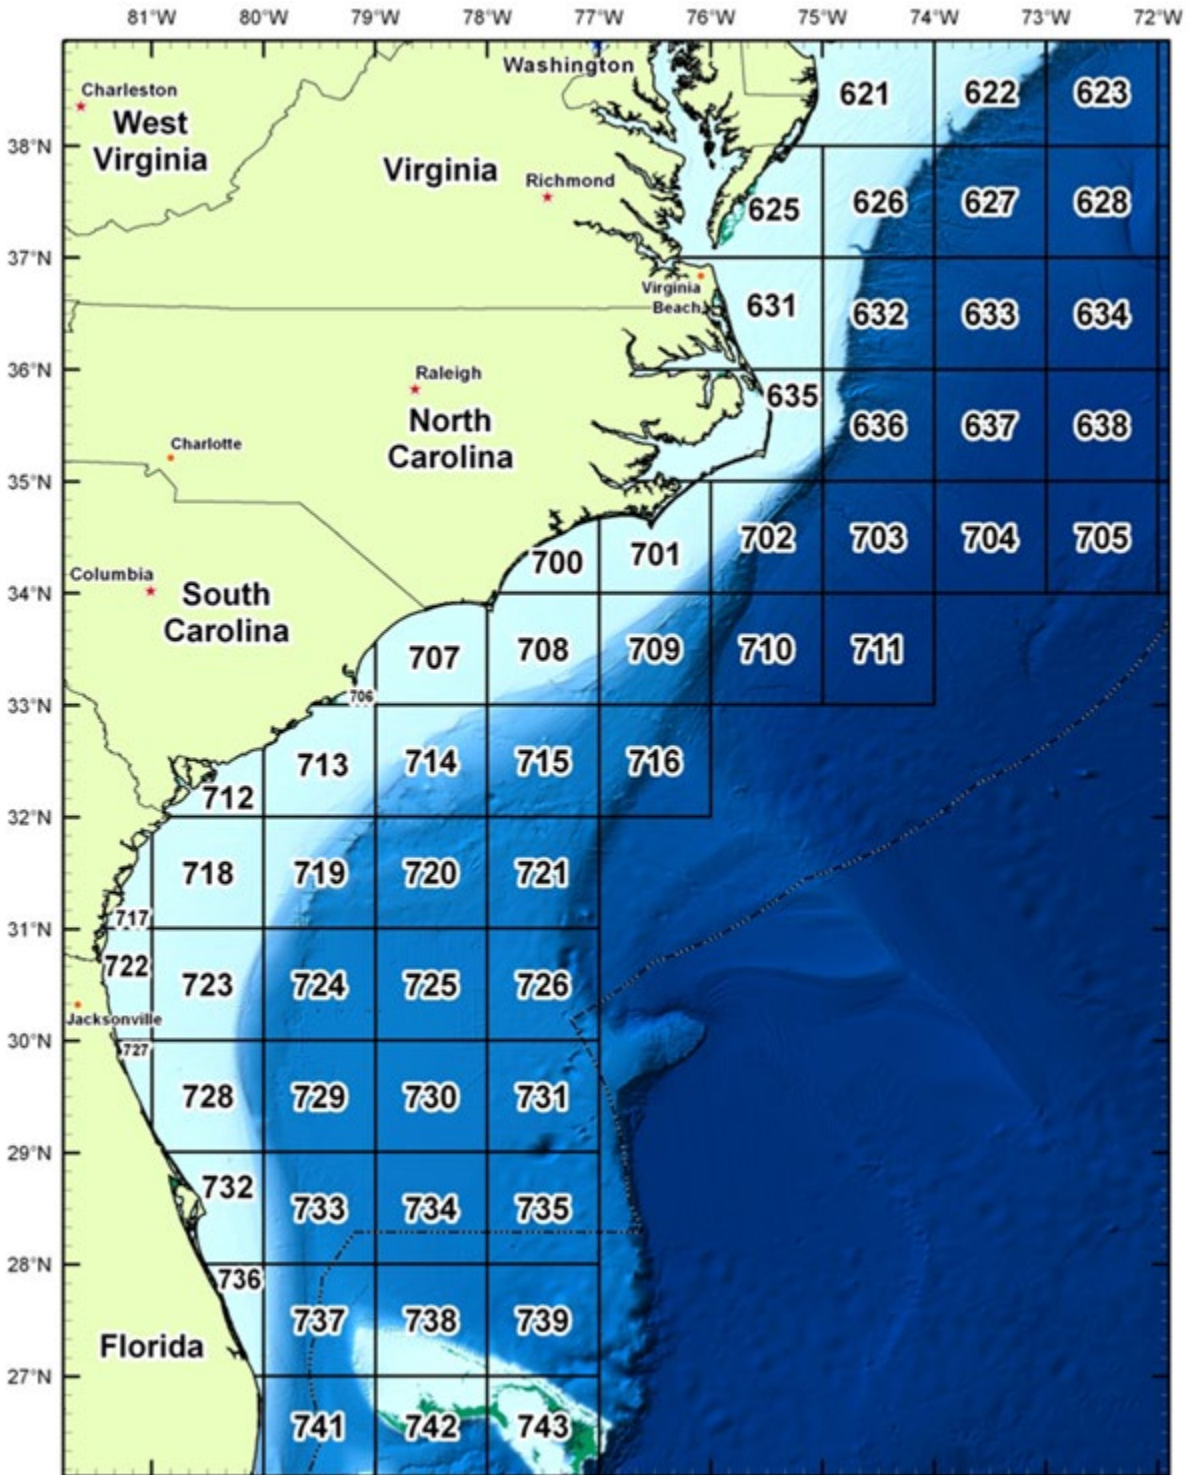 81°W 80°W 79°W 78°W 77°W 76°W 75°W 74°W 73°W 72°W
Washington
Charleston
621 622 623
West
Virginia
38°N
Virginia
Richmond
625 626 627 628
37°N
Virginia
Beach
631 632 633 634
36°N
Raleigh
635
North
Carolina
636 637 638
Charlotte
35°N
700 701 702 703 704 705
Columbia
34°N
South
Carolina
707 708 709 710 711
706
33°N
713 714 715 716
712
32°N
718 719 720 721
717
31°N
722 723 724 725 726
Jacksonville
30°N
727
728 729 730 731
29°N
732 733 734 735
28°N
736
737 738 739
Florida
27°N
741 742 743